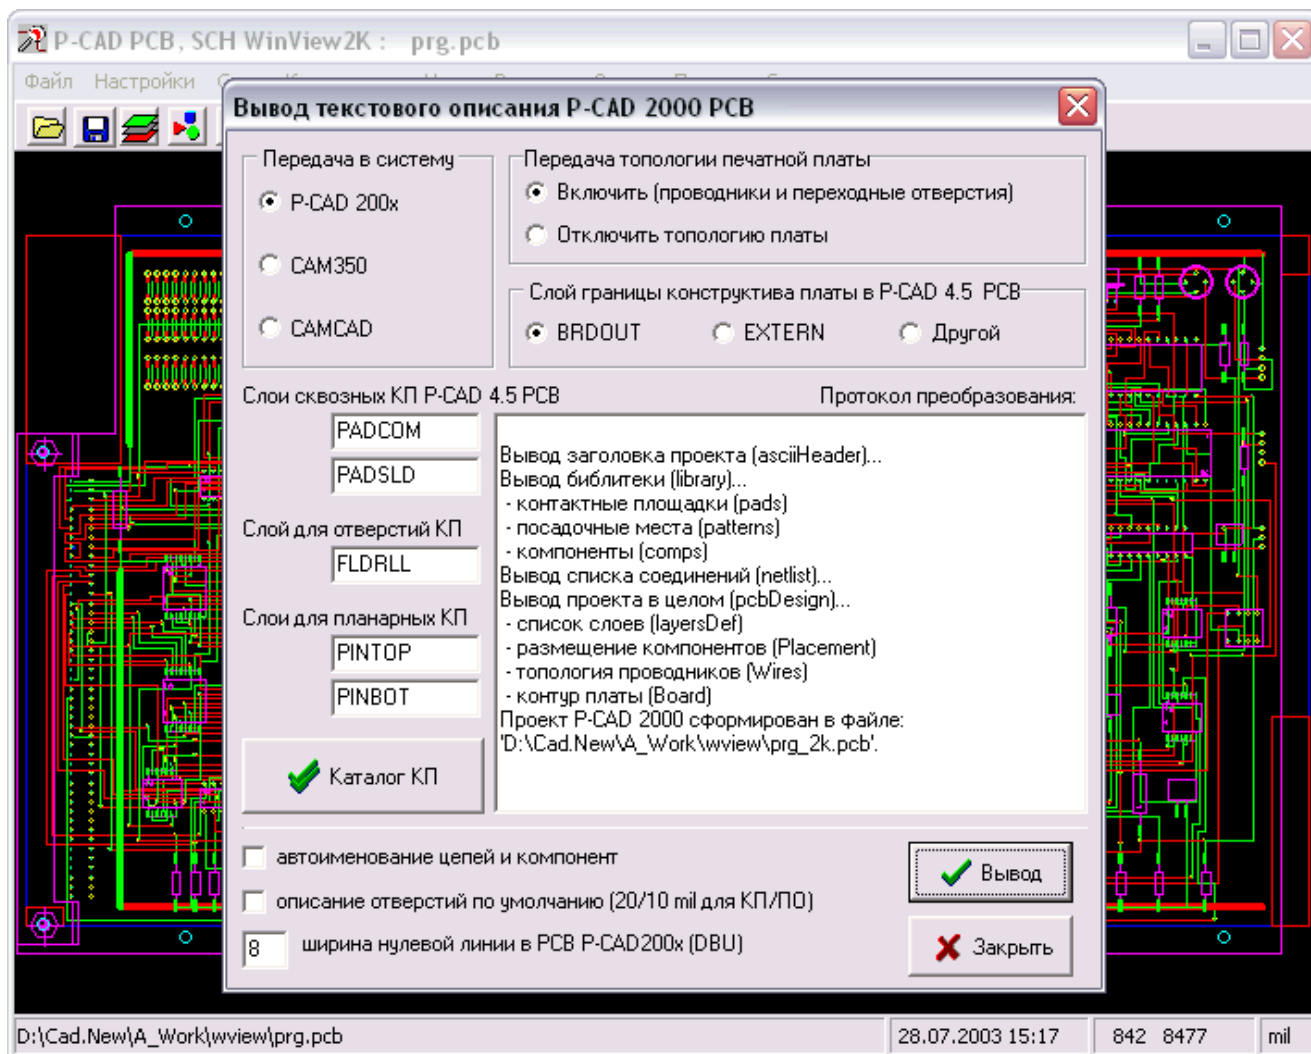 P-CAD PCB, SCH WinView2K : prg.pcb
Файл Настройки
Вывод текстового описания P-CAD 2000 PCB
Передача в систему
P-CAD 200x
CAM350
CAMCAD
Передача топологии печатной платы
Включить (проводники и переходные отверстия)
Отключить топологию платы
Слой границы конструктива платы в P-CAD 4.5 PCB
BRDOUT EXTERN Другой
Слои сквозных КП P-CAD 4.5 PCB
PADCOM
PADSLD
Слой для отверстий КП
FLDRLL
Слои для планарных КП
PINTOP
PINBOT
Каталог КП
Протокол преобразования:
Вывод заголовка проекта (asciiHeader)...
Вывод библитеки (library)...
- контактные площадки (pads)
- посадочные места (patterns)
- компоненты (comps)
Вывод списка соединений (netlist)...
Вывод проекта в целом (pcbDesign)...
- список слоев (layersDef)
- размещение компонентов (Placement)
- топология проводников (Wires)
- контур платы (Board)
Проект P-CAD 2000 сформирован в файле:
'D:\Cad.New\A_Work\wview\prg_2k.pcb'.
автоименование цепей и компонент
описание отверстий по умолчанию (20/10 mil для КП/ПО)
8 ширина нулевой линии в PCB P-CAD200x (DBU)
Вывод
Закрыть
D:\Cad.New\A_Work\wview\prg.pcb 28.07.2003 15:17 842 8477 mil